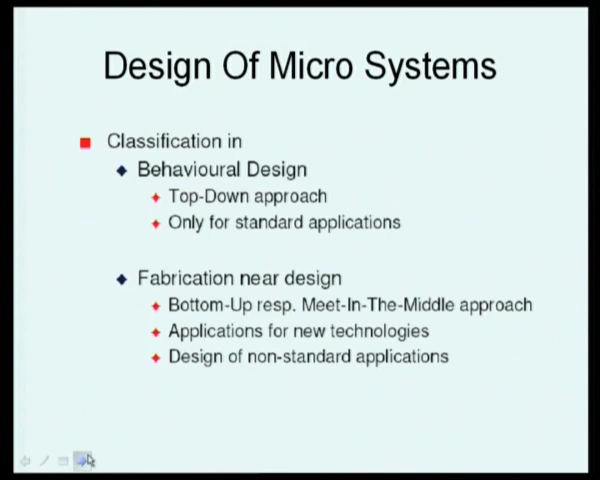 Design Of Micro Systems
Classification in
Behavioural Design
Top-Down approach
Only for standard applications
Fabrication near design
Bottom-Up resp. Meet-In-The-Middle approach
Applications for new technologies
Design of non-standard applications